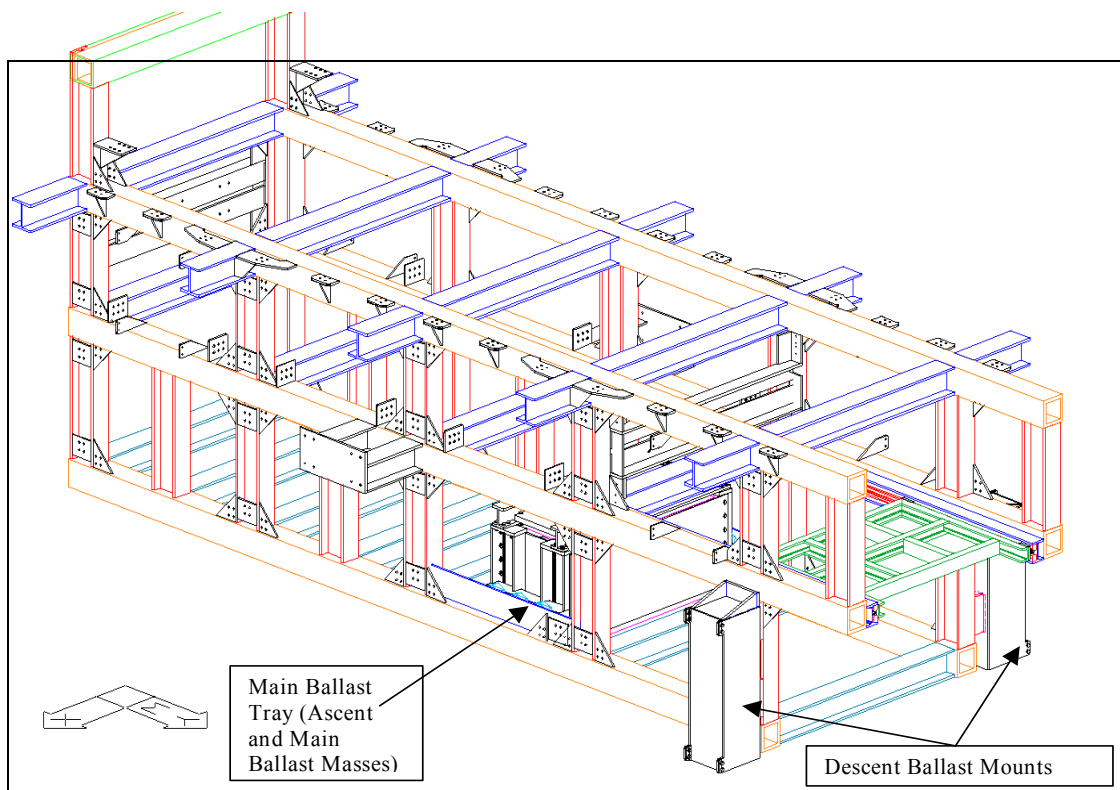 Main Ballast
Tray (Ascent
and Main
Ballast Masses)
Descent Ballast Mounts